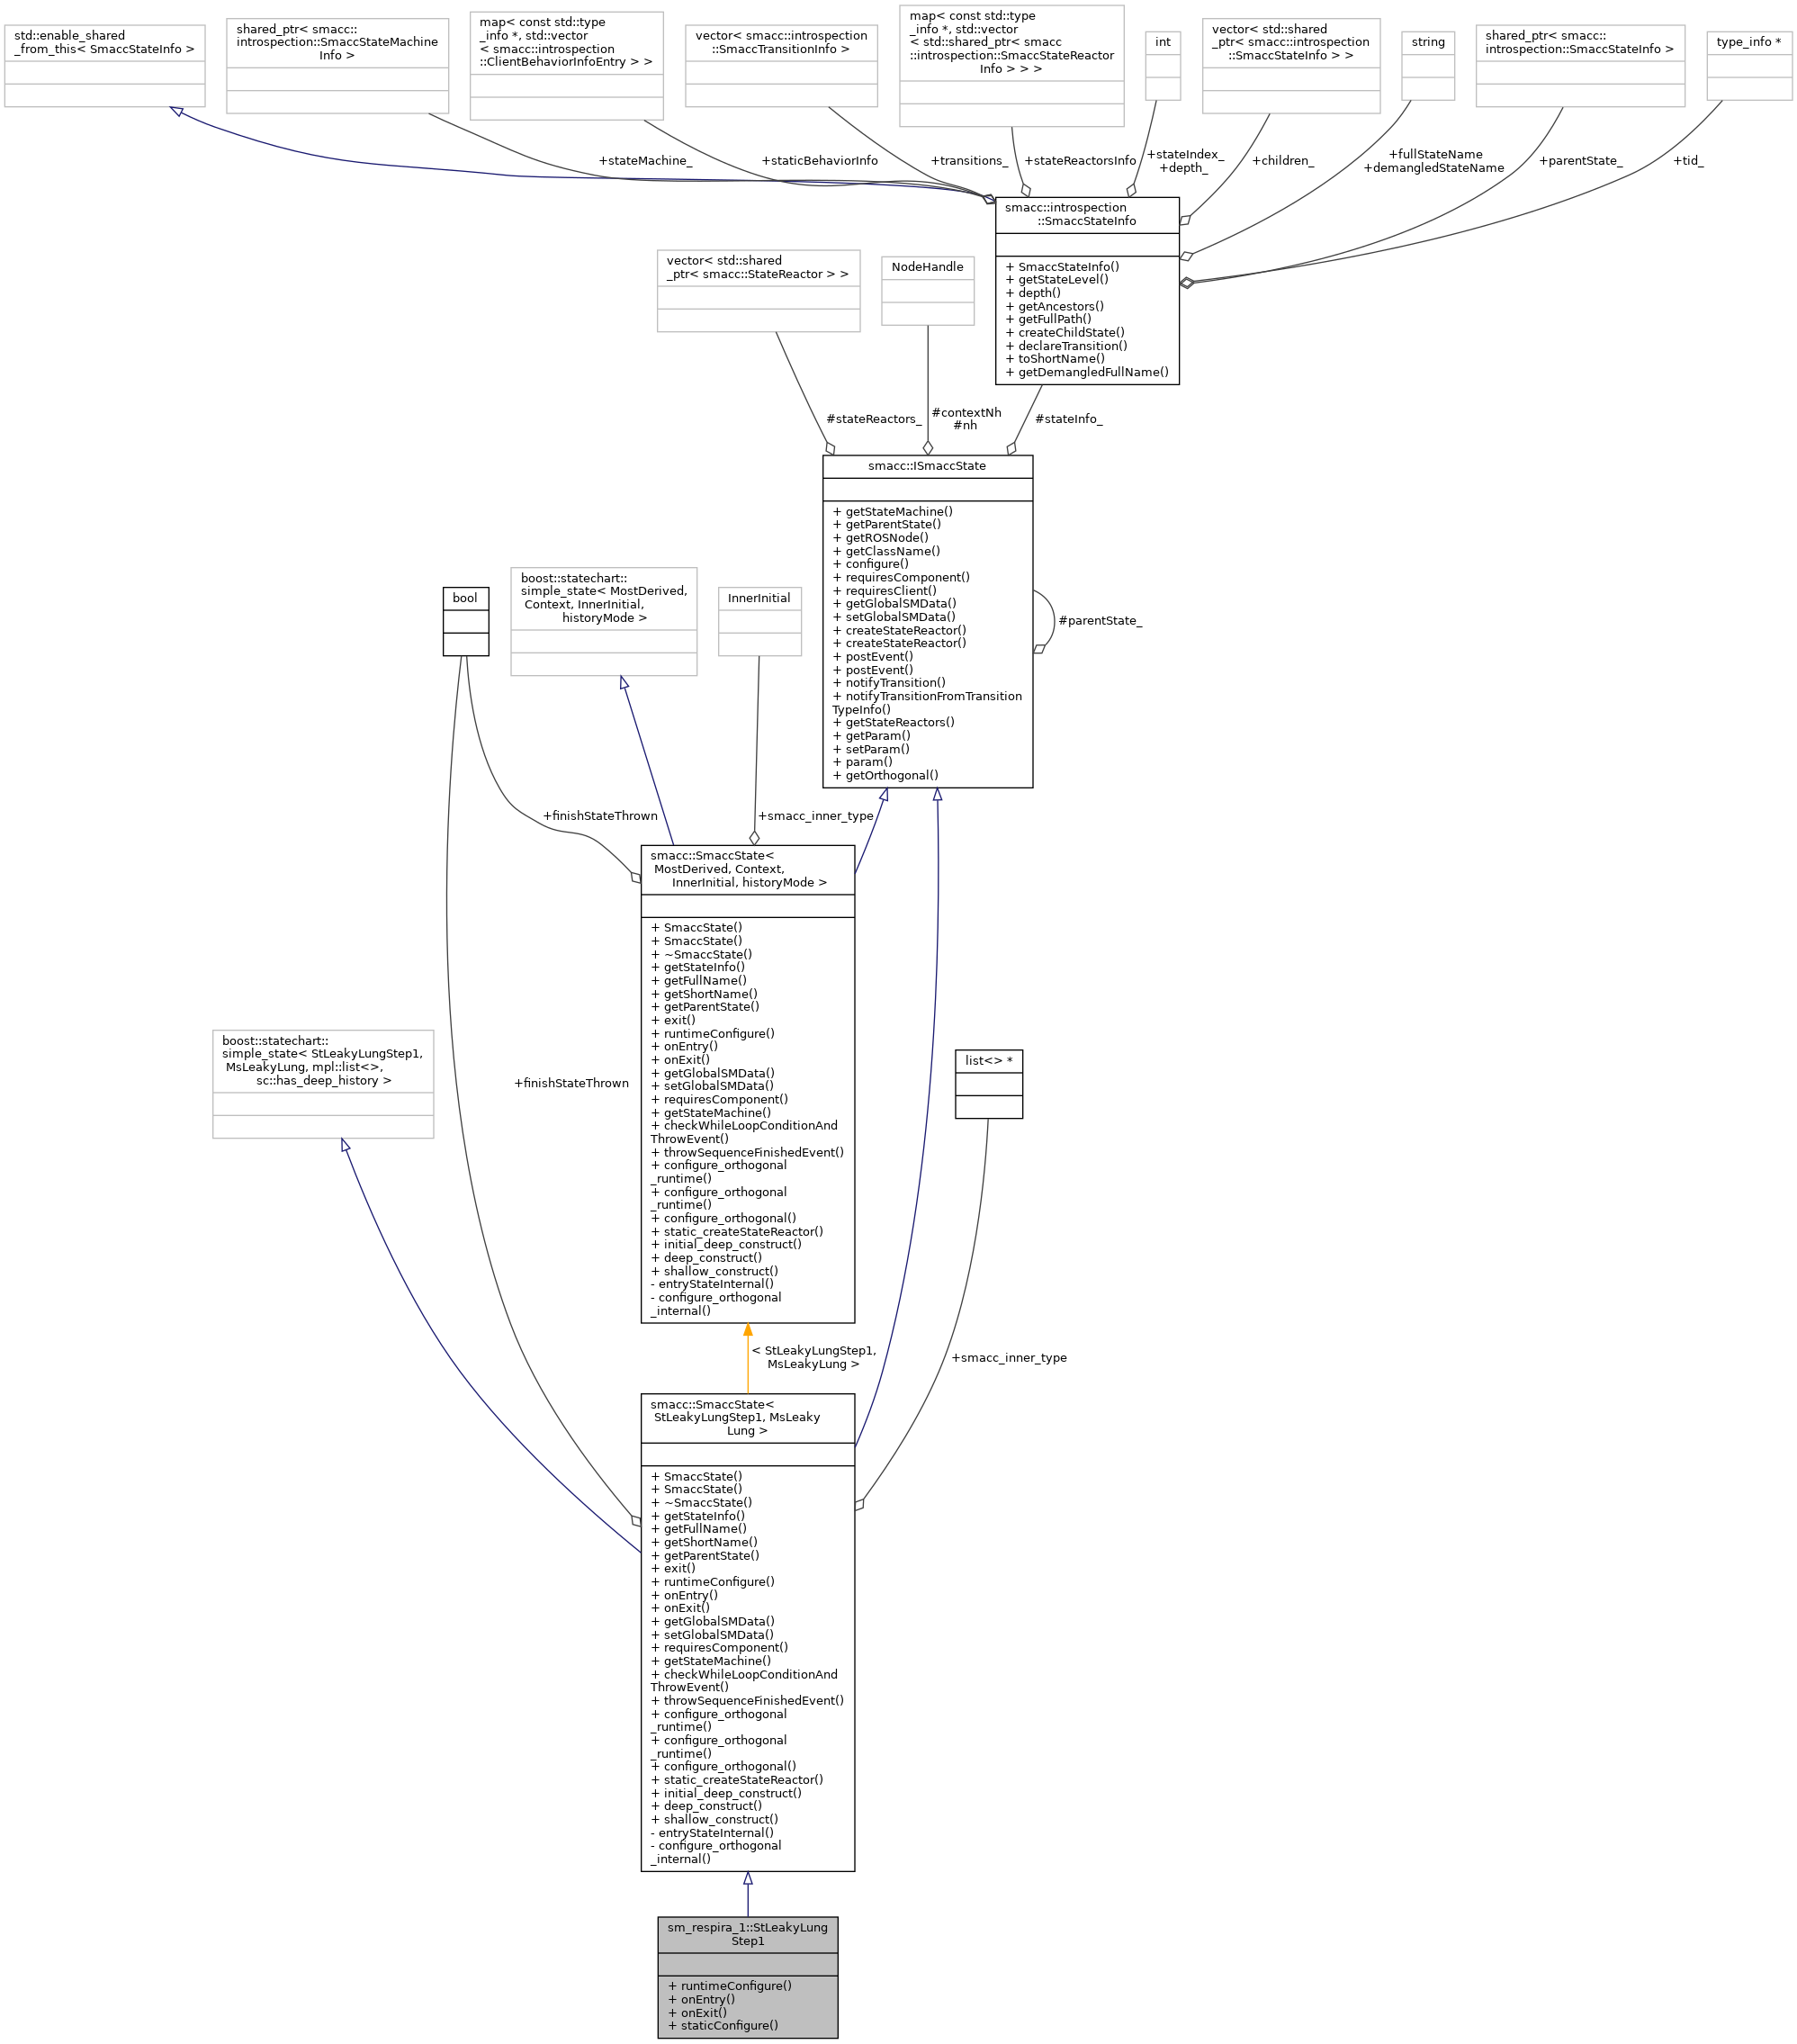 std::enable_shared
_from_this< SmaccStateInfo >
shared_ptr< smacc::
introspection::SmaccStateMachine
Info >
map< const std::type
_info *, std::vector
< smacc::introspection
::ClientBehaviorInfoEntry > >
vector< smacc::introspection
::SmaccTransitionInfo >
map< const std::type
_info *, std::vector
< std::shared_ptr< smacc
::introspection::SmaccStateReactor
Info > > >
int
vector< std::shared
_ptr< smacc::introspection
::SmaccStateInfo > >
string
shared_ptr< smacc::
introspection::SmaccStateInfo >
type_info *
+stateMachine_
+staticBehaviorInfo
+transitions_
+stateReactorsInfo
+stateIndex_
+depth_
+children_
+fullStateName
+demangledStateName
+parentState_
+tid_
smacc::introspection
::SmaccStateInfo
+ SmaccStateInfo()
+ getStateLevel()
+ depth()
+ getAncestors()
+ getFullPath()
+ createChildState()
+ declareTransition()
+ toShortName()
+ getDemangledFullName()
vector< std::shared
_ptr< smacc::StateReactor > >
NodeHandle
#stateReactors_
#contextNh
#nh
#stateInfo_
smacc::ISmaccState
+ getStateMachine()
+ getParentState()
+ getROSNode()
+ getClassName()
+ configure()
+ requiresComponent()
+ requiresClient()
+ getGlobalSMData()
+ setGlobalSMData()
+ createStateReactor()
+ createStateReactor()
+ postEvent()
+ postEvent()
+ notifyTransition()
+ notifyTransitionFromTransition
TypeInfo()
+ getStateReactors()
+ getParam()
+ setParam()
+ param()
+ getOrthogonal()
#parentState_
bool
boost::statechart::
simple_state< MostDerived,
Context, InnerInitial,
historyMode >
InnerInitial
+finishStateThrown
+smacc_inner_type
smacc::SmaccState<
MostDerived, Context,
InnerInitial, historyMode >
+ SmaccState()
+ SmaccState()
+ ~SmaccState()
+ getStateInfo()
+ getFullName()
+ getShortName()
+ getParentState()
+ exit()
+ runtimeConfigure()
+ onEntry()
+ onExit()
+ getGlobalSMData()
+ setGlobalSMData()
+ requiresComponent()
+ getStateMachine()
+ checkWhileLoopConditionAnd
ThrowEvent()
+ throwSequenceFinishedEvent()
+ configure_orthogonal
_runtime()
+ configure_orthogonal
_runtime()
+ configure_orthogonal()
+ static_createStateReactor()
+ initial_deep_construct()
+ deep_construct()
+ shallow_construct()
- entryStateInternal()
- configure_orthogonal
_internal()
boost::statechart::
simple_state< StLeakyLungStep1,
MsLeakyLung, mpl::list<>,
sc::has_deep_history >
+finishStateThrown
list<> *
< StLeakyLungStep1,
MsLeakyLung >
+smacc_inner_type
smacc::SmaccState<
StLeakyLungStep1, MsLeaky
Lung >
+ SmaccState()
+ SmaccState()
+ ~SmaccState()
+ getStateInfo()
+ getFullName()
+ getShortName()
+ getParentState()
+ exit()
+ runtimeConfigure()
+ onEntry()
+ onExit()
+ getGlobalSMData()
+ setGlobalSMData()
+ requiresComponent()
+ getStateMachine()
+ checkWhileLoopConditionAnd
ThrowEvent()
+ throwSequenceFinishedEvent()
+ configure_orthogonal
_runtime()
+ configure_orthogonal
_runtime()
+ configure_orthogonal()
+ static_createStateReactor()
+ initial_deep_construct()
+ deep_construct()
+ shallow_construct()
- entryStateInternal()
- configure_orthogonal
_internal()
sm_respira_1::StLeakyLung
Step1
+ runtimeConfigure()
+ onEntry()
+ onExit()
+ staticConfigure()